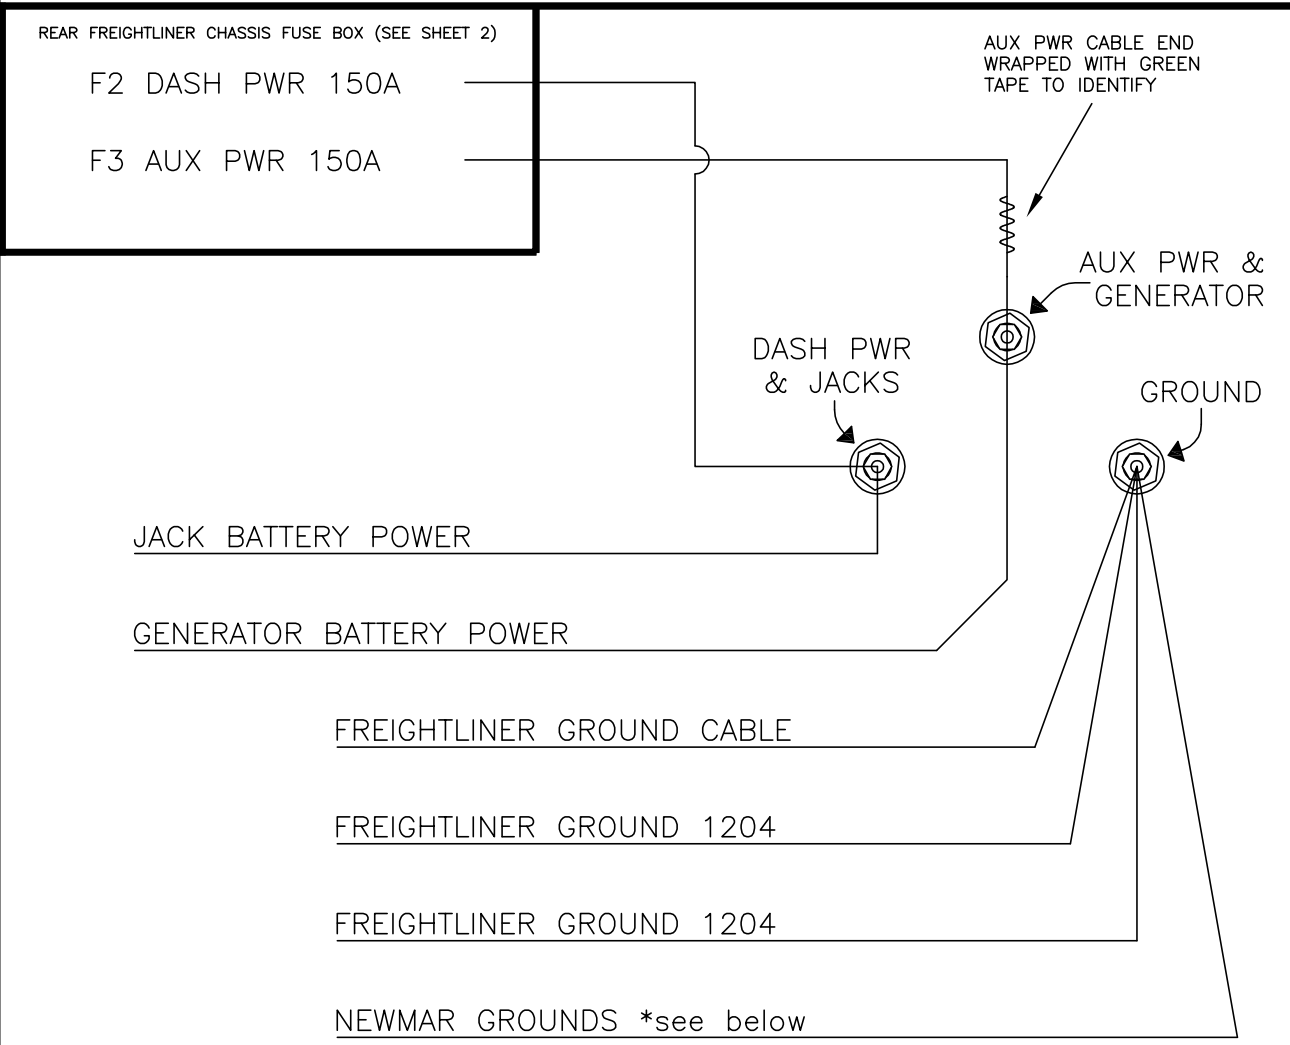 REAR FREIGHTLINER CHASSIS FUSE BOX (SEE SHEET 2)
F2 DASH PWR 150A
F3 AUX PWR 150A
AUX PWR CABLE END
WRAPPED WITH GREEN
TAPE TO IDENTIFY
AUX PWR &
GENERATOR
DASH PWR
& JACKS
GROUND
JACK BATTERY POWER
GENERATOR BATTERY POWER
FREIGHTLINER GROUND CABLE
FREIGHTLINER GROUND 1204
FREIGHTLINER GROUND 1204
NEWMAR GROUNDS *see below